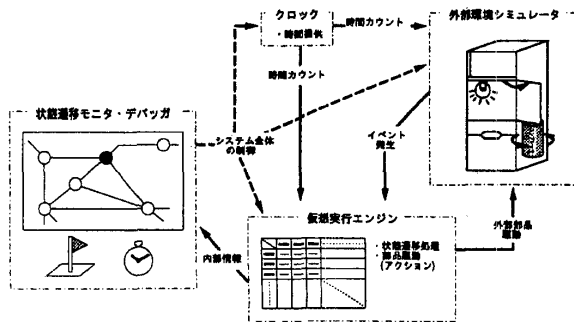 クロック
・時間提供
時間カウント
外部環境シミュレータ
時間カウント
状態遷移モニタ・デバッガ
システム全体
の制御
イベント
発生
仮想実行エンジン
・状態遷移処理
・部品駆動
(アクション)
外部部品
駆動
内部情報